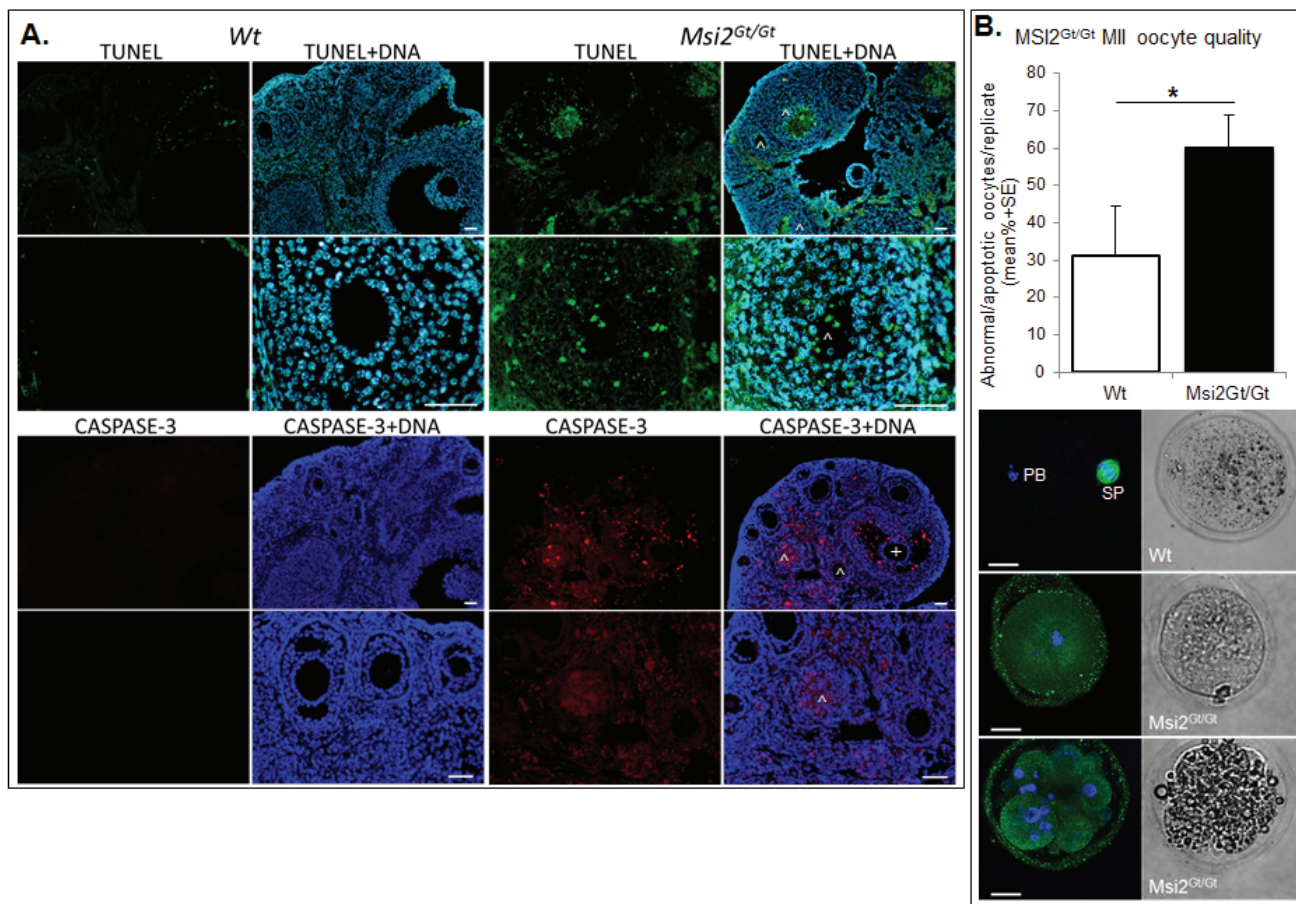 A.
Wt
Msi2Gt/Gt
TUNEL
TUNEL+DNA
TUNEL
TUNEL+DNA
^
^
^
^
CASPASE-3
CASPASE-3+DNA
CASPASE-3
CASPASE-3+DNA
^
^
+
^
B.
MSI2Gt/Gt MII oocyte quality
Abnormal/apoptotic oocytes/replicate
(mean%+SE)
80
70
60
50
40
30
20
10
0
*
Wt
Msi2Gt/Gt
PB
SP
Wt
Msi2Gt/Gt
Msi2Gt/Gt